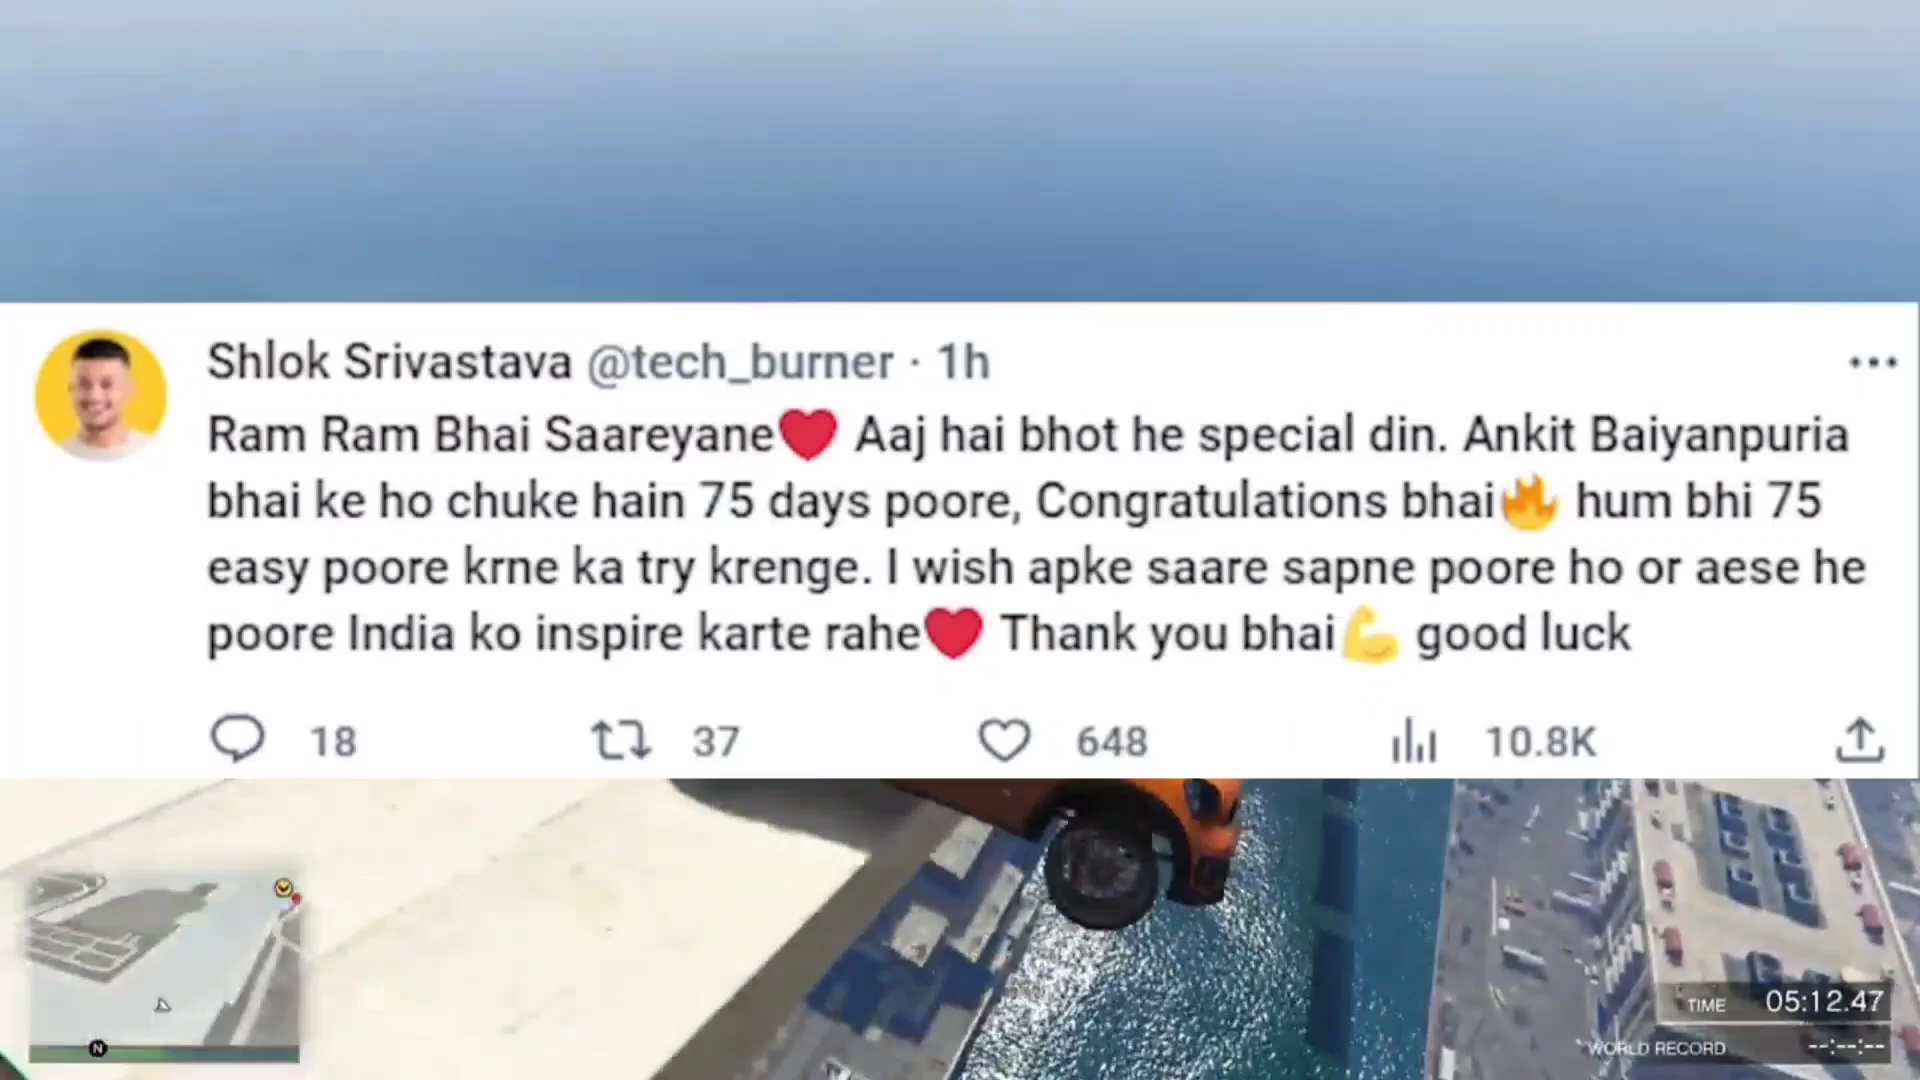 Shlok Srivastava @tech_burner · 1h
Ram Ram Bhai Saareyane❤️ Aaj hai bhot he special din. Ankit Baiyanpuria
bhai ke ho chuke hain 75 days poore, Congratulations bhai🔥 hum bhi 75
easy poore krne ka try krenge. I wish apke saare sapne poore ho or aese he
poore India ko inspire karte rahe❤️ Thank you bhai💪 good luck
18 37 648 10.8K
N
TIME 05:12.47
WORLD RECORD --:--:--